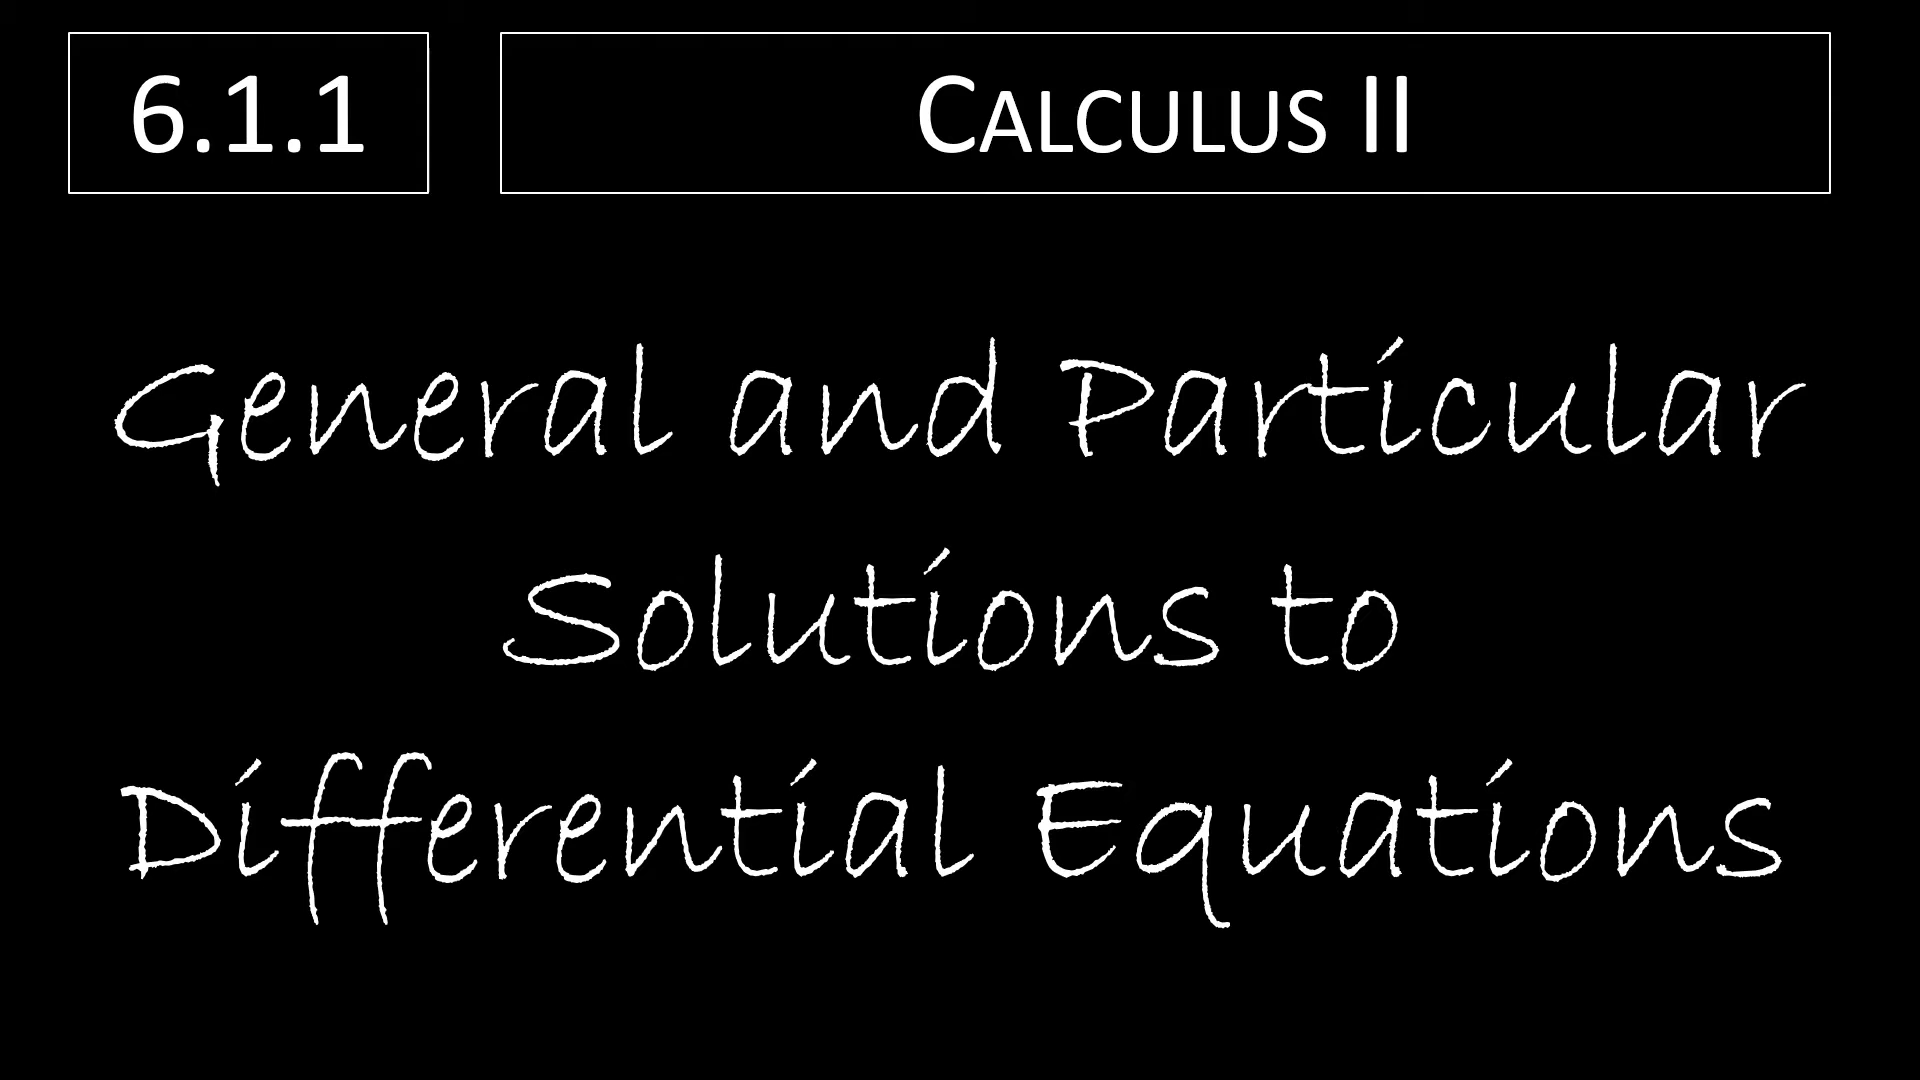 6.1.1
CALCULUS II
General and Particular
Solutions to
Differential Equations